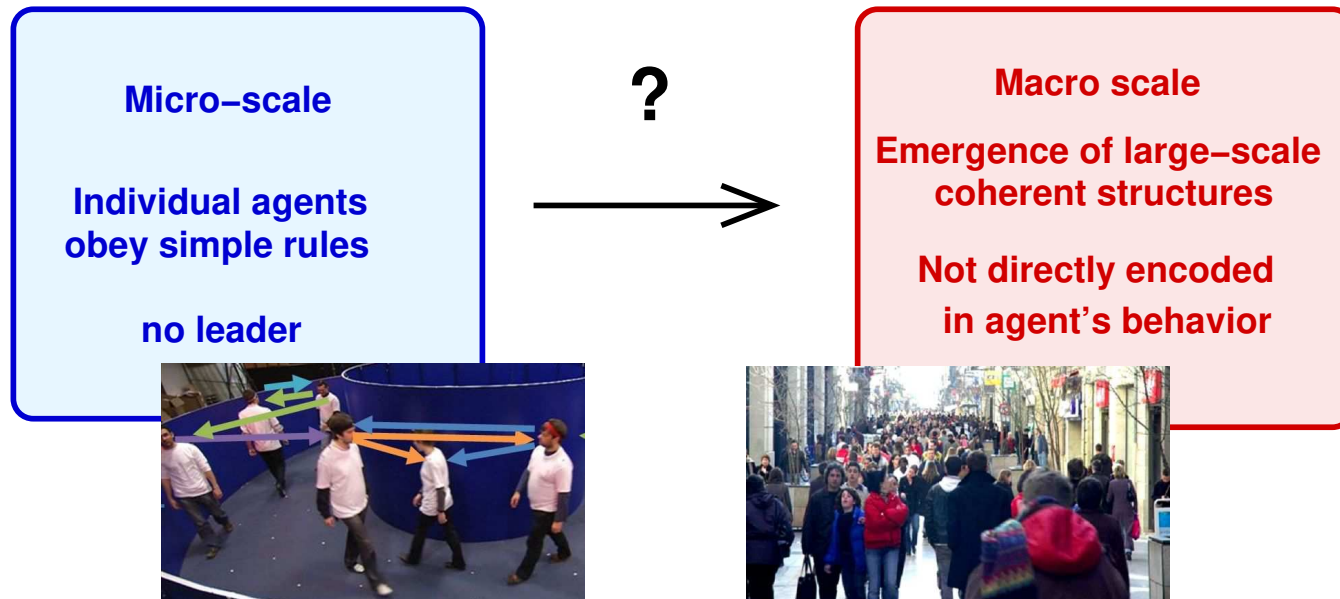 Micro−scale
Individual agents
obey simple rules
no leader
?
Macro scale
Emergence of large−scale
coherent structures
Not directly encoded
in agent's behavior